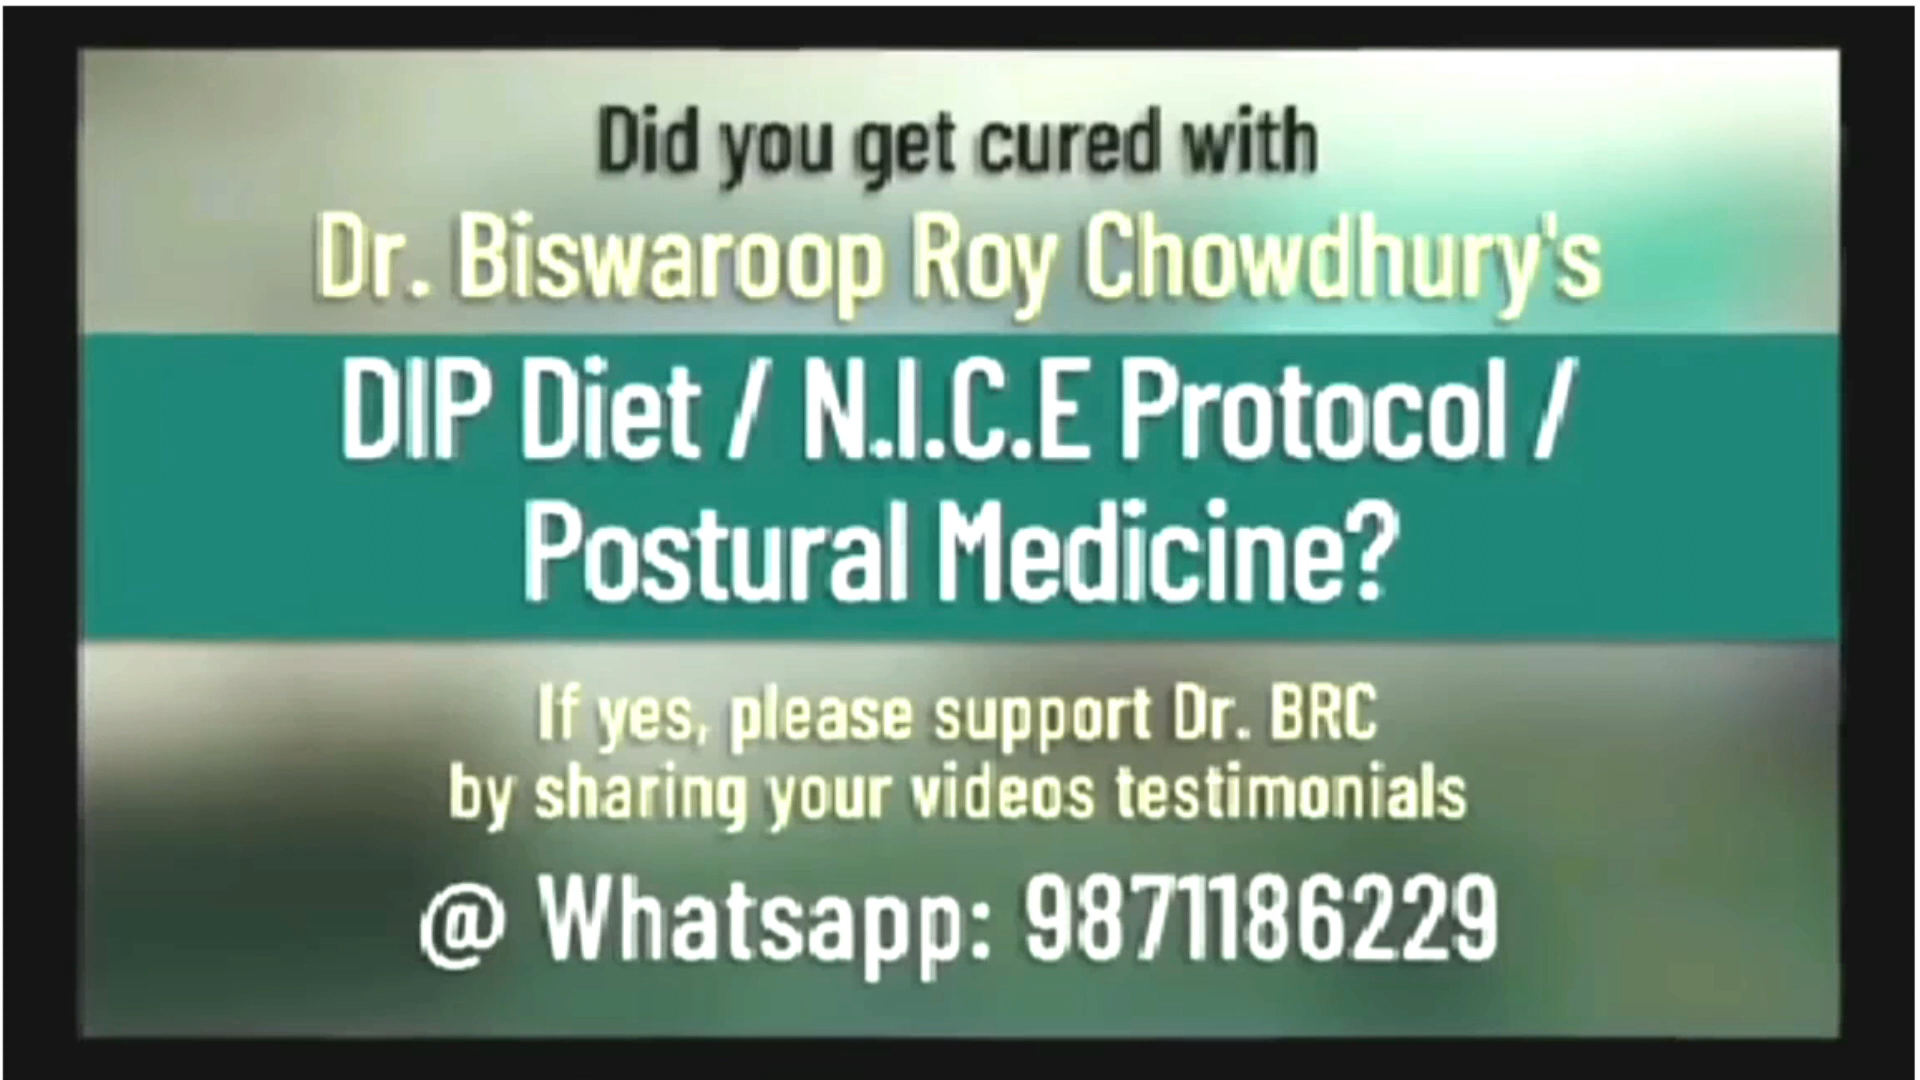 Did you get cured with
Dr. Biswaroop Roy Chowdhury's
DIP Diet / N.I.C.E Protocol /
Postural Medicine?
If yes, please support Dr. BRC
by sharing your videos testimonials
@ Whatsapp: 9871186229